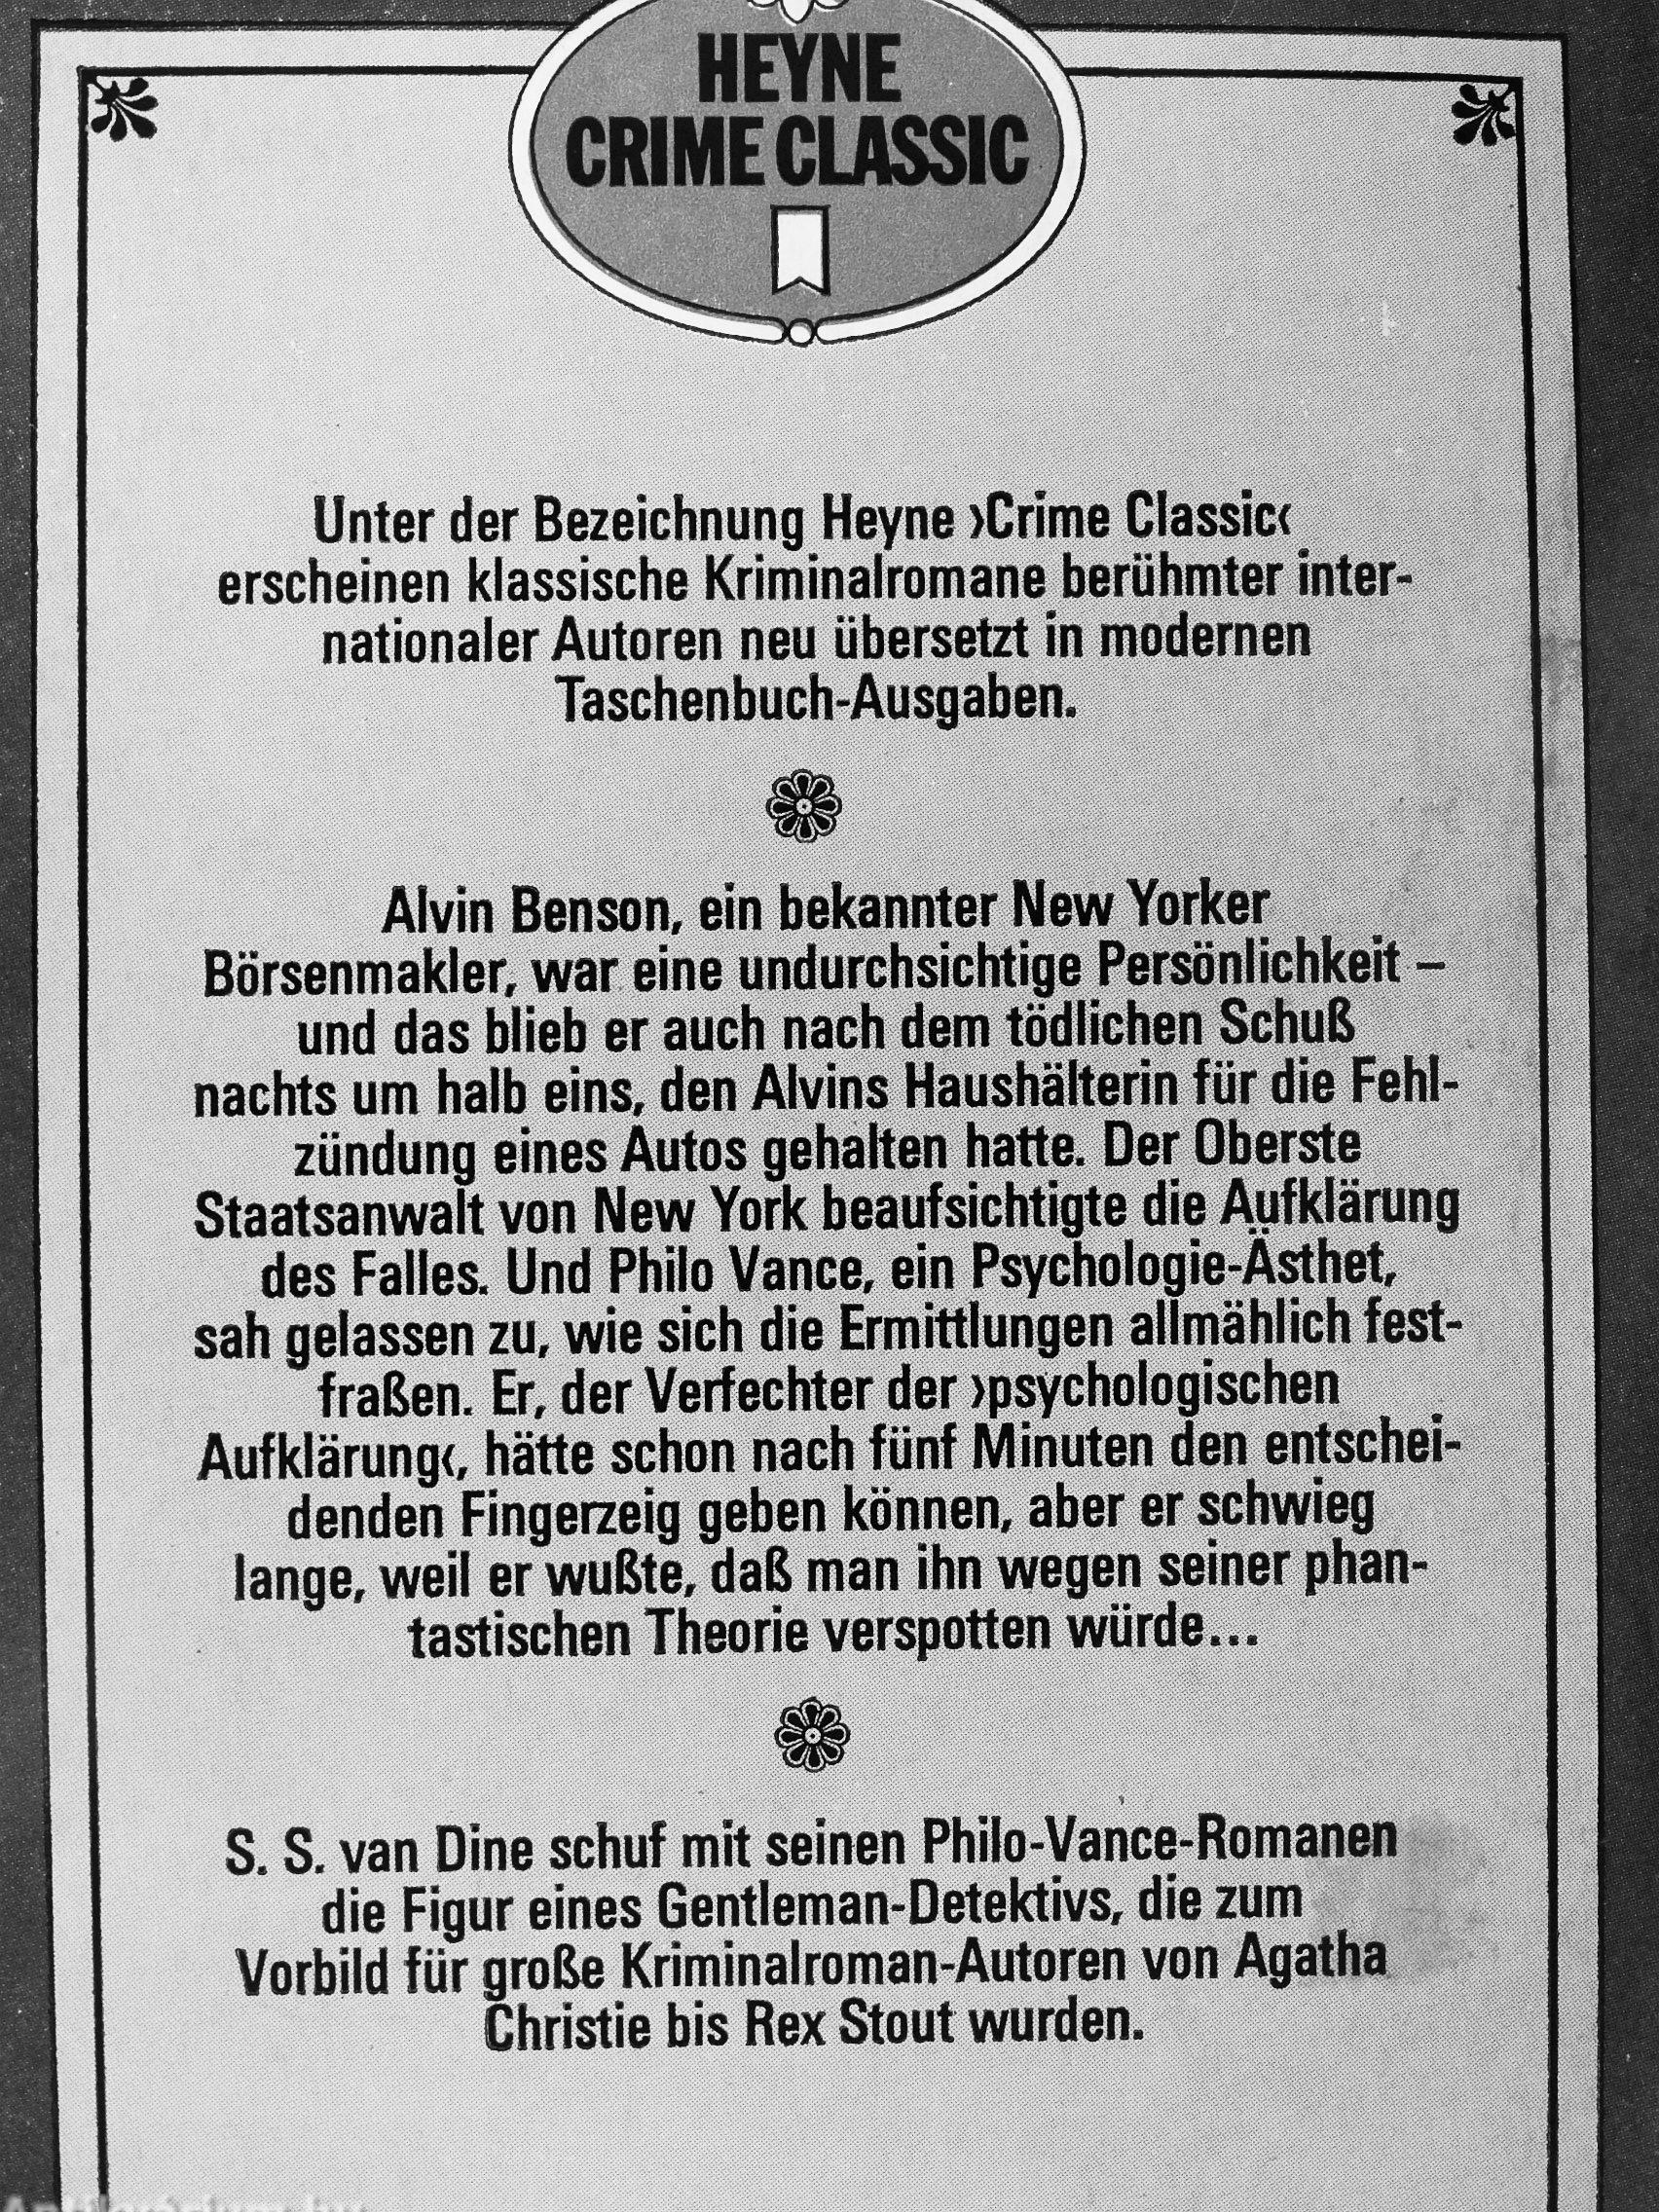 HEYNE
CRIME CLASSIC
Unter der Bezeichnung Heyne ›Crime Classic‹
erscheinen klassische Kriminalromane berühmter inter-
nationaler Autoren neu übersetzt in modernen
Taschenbuch-Ausgaben.
Alvin Benson, ein bekannter New Yorker
Börsenmakler, war eine undurchsichtige Persönlichkeit –
und das blieb er auch nach dem tödlichen Schuß
nachts um halb eins, den Alvins Haushälterin für die Fehl-
zündung eines Autos gehalten hatte. Der Oberste
Staatsanwalt von New York beaufsichtigte die Aufklärung
des Falles. Und Philo Vance, ein Psychologie-Ästhet,
sah gelassen zu, wie sich die Ermittlungen allmählich fest-
fraßen. Er, der Verfechter der ›psychologischen
Aufklärung‹, hätte schon nach fünf Minuten den entschei-
denden Fingerzeig geben können, aber er schwieg
lange, weil er wußte, daß man ihn wegen seiner phan-
tastischen Theorie verspotten würde...
S. S. van Dine schuf mit seinen Philo-Vance-Romanen
die Figur eines Gentleman-Detektivs, die zum
Vorbild für große Kriminalroman-Autoren von Agatha
Christie bis Rex Stout wurden.